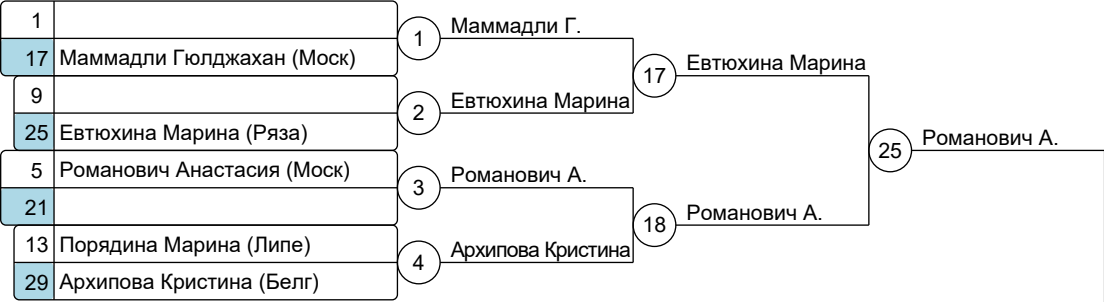 1
17 Маммадли Гюлджахан (Моск)
1 Маммадли Г.
9
25 Евтюхина Марина (Ряза)
2 Евтюхина Марина
17 Евтюхина Марина
5 Романович Анастасия (Моск)
21
3 Романович А.
13 Порядина Марина (Липе)
29 Архипова Кристина (Белг)
4 Архипова Кристина
18 Романович А.
25 Романович А.